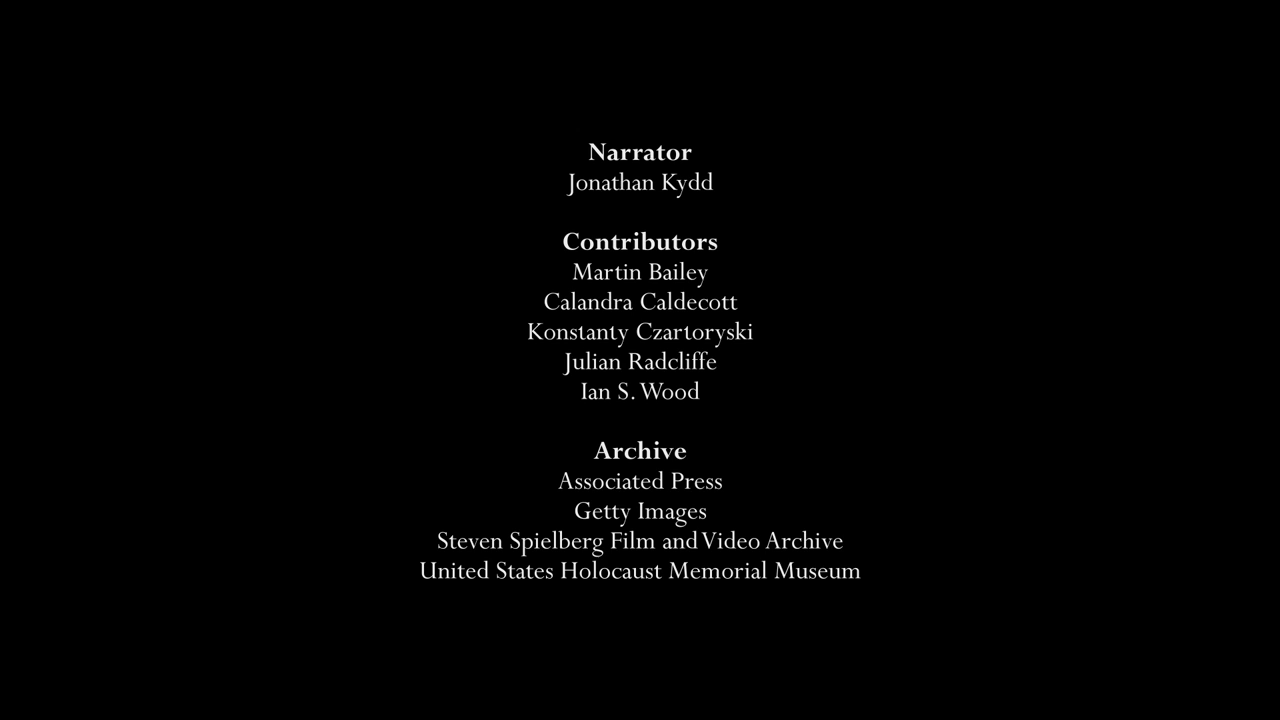 Narrator
Jonathan Kydd
Contributors
Martin Bailey
Calandra Caldecott
Konstanty Czartoryski
Julian Radcliffe
Ian S. Wood
Archive
Associated Press
Getty Images
Steven Spielberg Film and Video Archive
United States Holocaust Memorial Museum